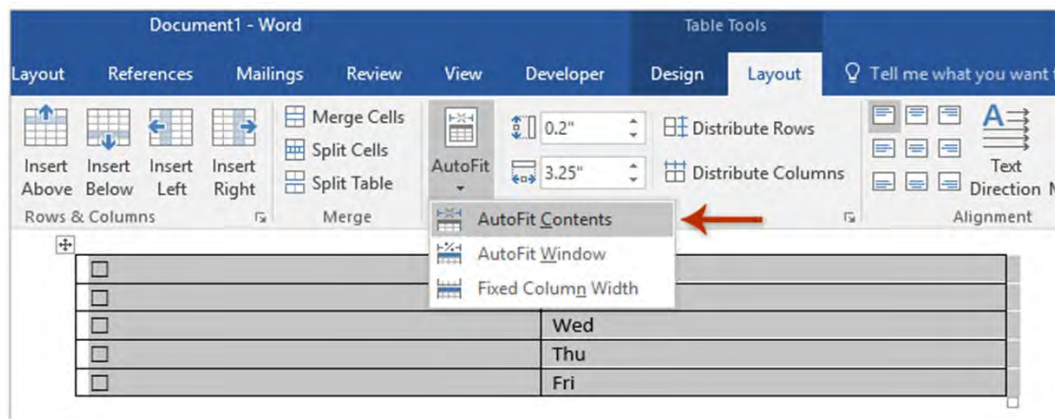 Document1 - Word
Table Tools
Layout References Mailings Review View Developer Design Layout Tell me what you want
Insert Above
Insert Below
Insert Left
Insert Right
Rows & Columns
Merge Cells
Split Cells
Split Table
Merge
AutoFit
0.2"
3.25"
Distribute Rows
Distribute Columns
Text
Direction
Alignment
AutoFit Contents
AutoFit Window
Fixed Column Width
Wed
Thu
Fri